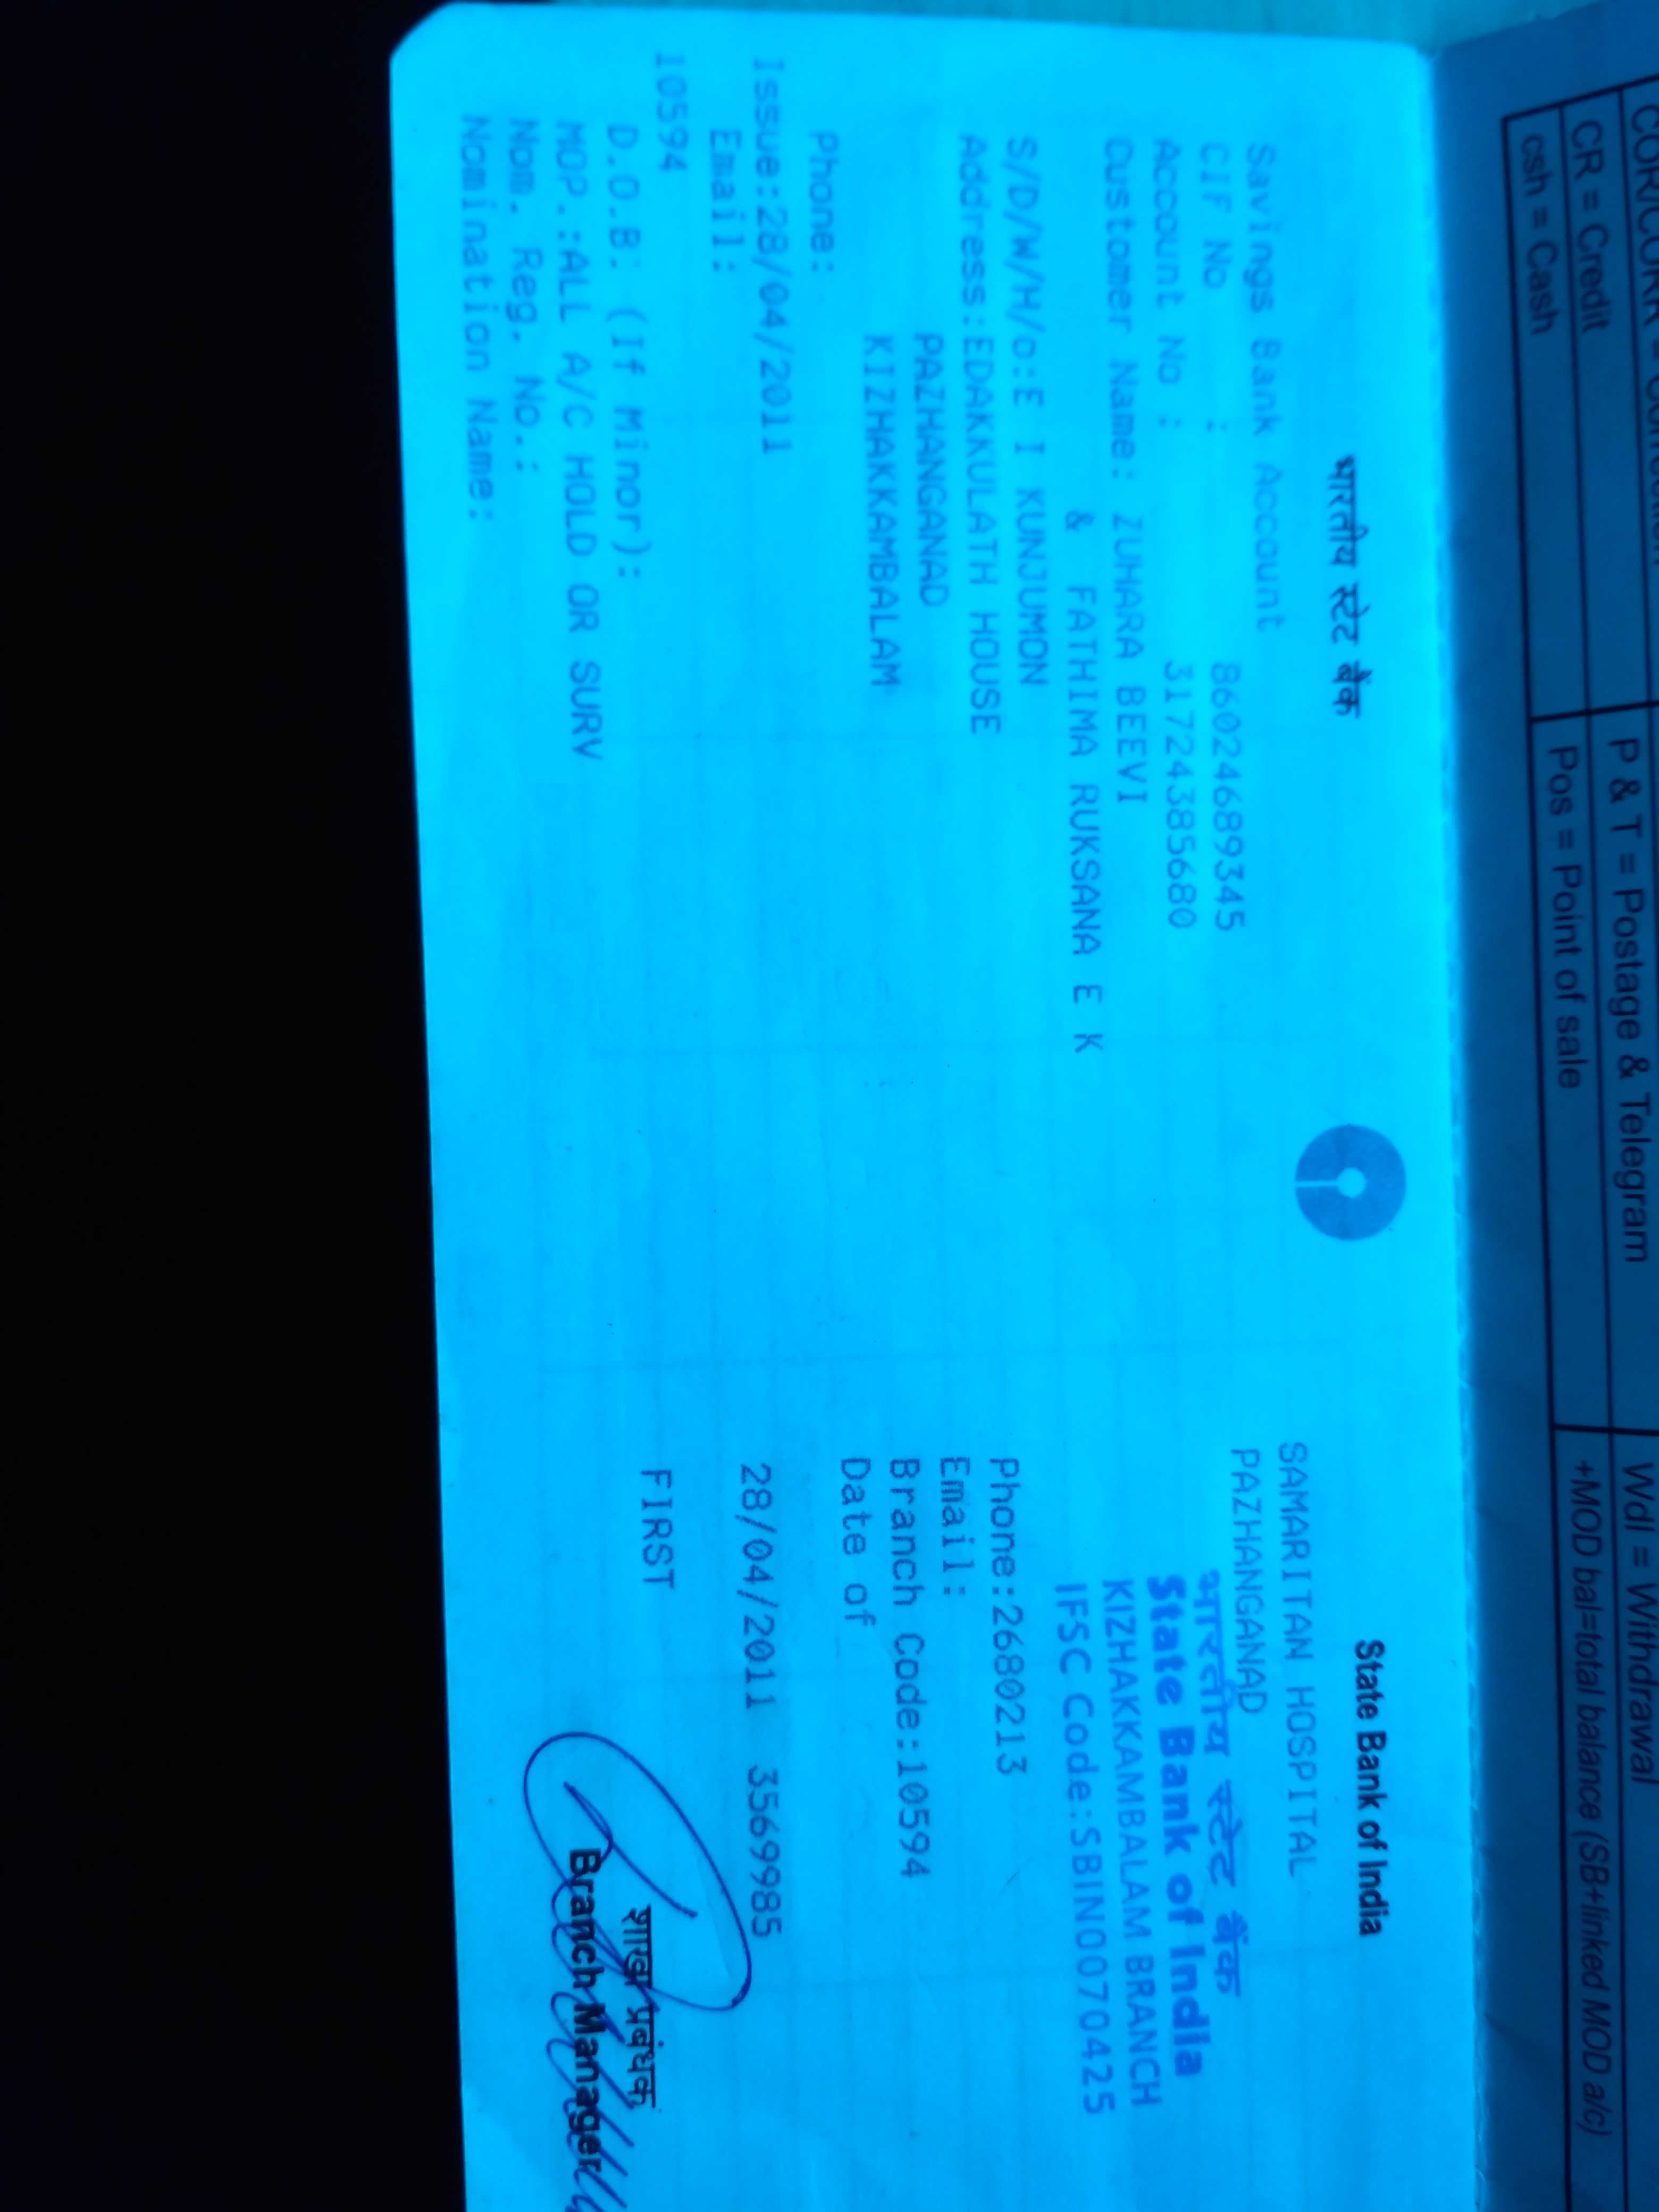 COR/CORR = Correction
CR = Credit
P & T = Postage & Telegram
Wdl = Withdrawal
csh = Cash
Pos = Point of sale
+MOD bal=total balance (SB+linked MOD a/c)
भारतीय स्टेट बैंक
State Bank of India
Savings Bank Account
SAMARITAN HOSPITAL
CIF No : 86024689345
PAZHANGANAD
Account No : 31724385680
भारतीय स्टेट बैंक
State Bank of India
Customer Name: ZUHARA BEEVI
KIZHAKKAMBALAM BRANCH
& FATHIMA RUKSANA E K
IFSC Code:SBIN0070425
S/D/W/H/o:E I KUNJUMON
Phone:2680213
Address:EDAKKULATH HOUSE
Email:
PAZHANGANAD
Branch Code:10594
KIZHAKKAMBALAM
Date of
Phone:
Issue:28/04/2011
28/04/2011 35699985
Email:
10594
FIRST
D.O.B: (If Minor):
MOP.:ALL A/C HOLD OR SURV
Nom. Reg. No.:
Nomination Name:
शाखा प्रबंधक
Branch Manager